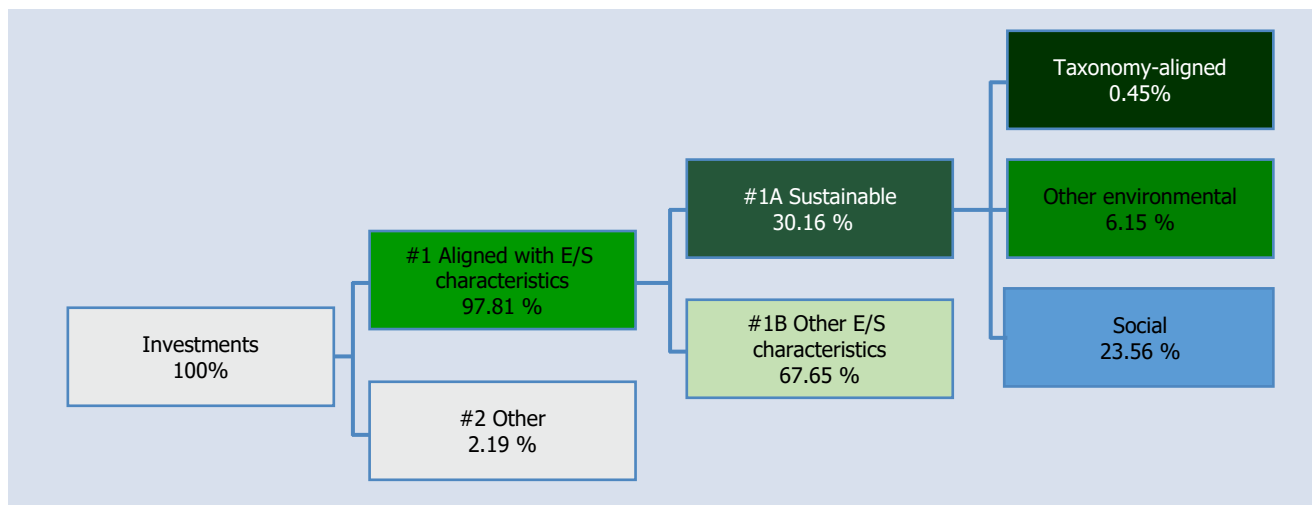 Investments
100%
#1 Aligned with E/S
characteristics
97.81 %
#2 Other
2.19 %
#1A Sustainable
30.16 %
#1B Other E/S
characteristics
67.65 %
Taxonomy-aligned
0.45%
Other environmental
6.15 %
Social
23.56 %